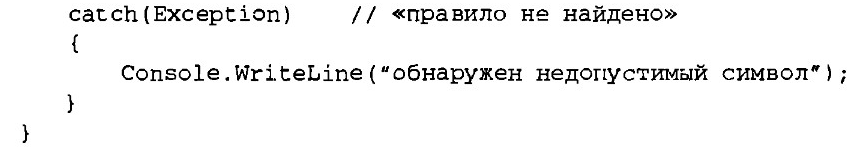 catch(Exception)    // «правило не найдено»
{
Console.WriteLine("обнаружен недопустимый символ");
}
}